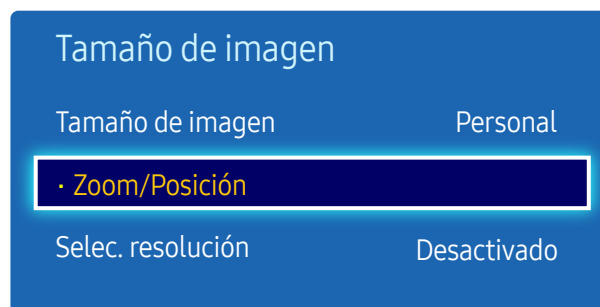 Tamaño de imagen
Tamaño de imagen Personal
· Zoom/Posición
Selec. resolución Desactivado